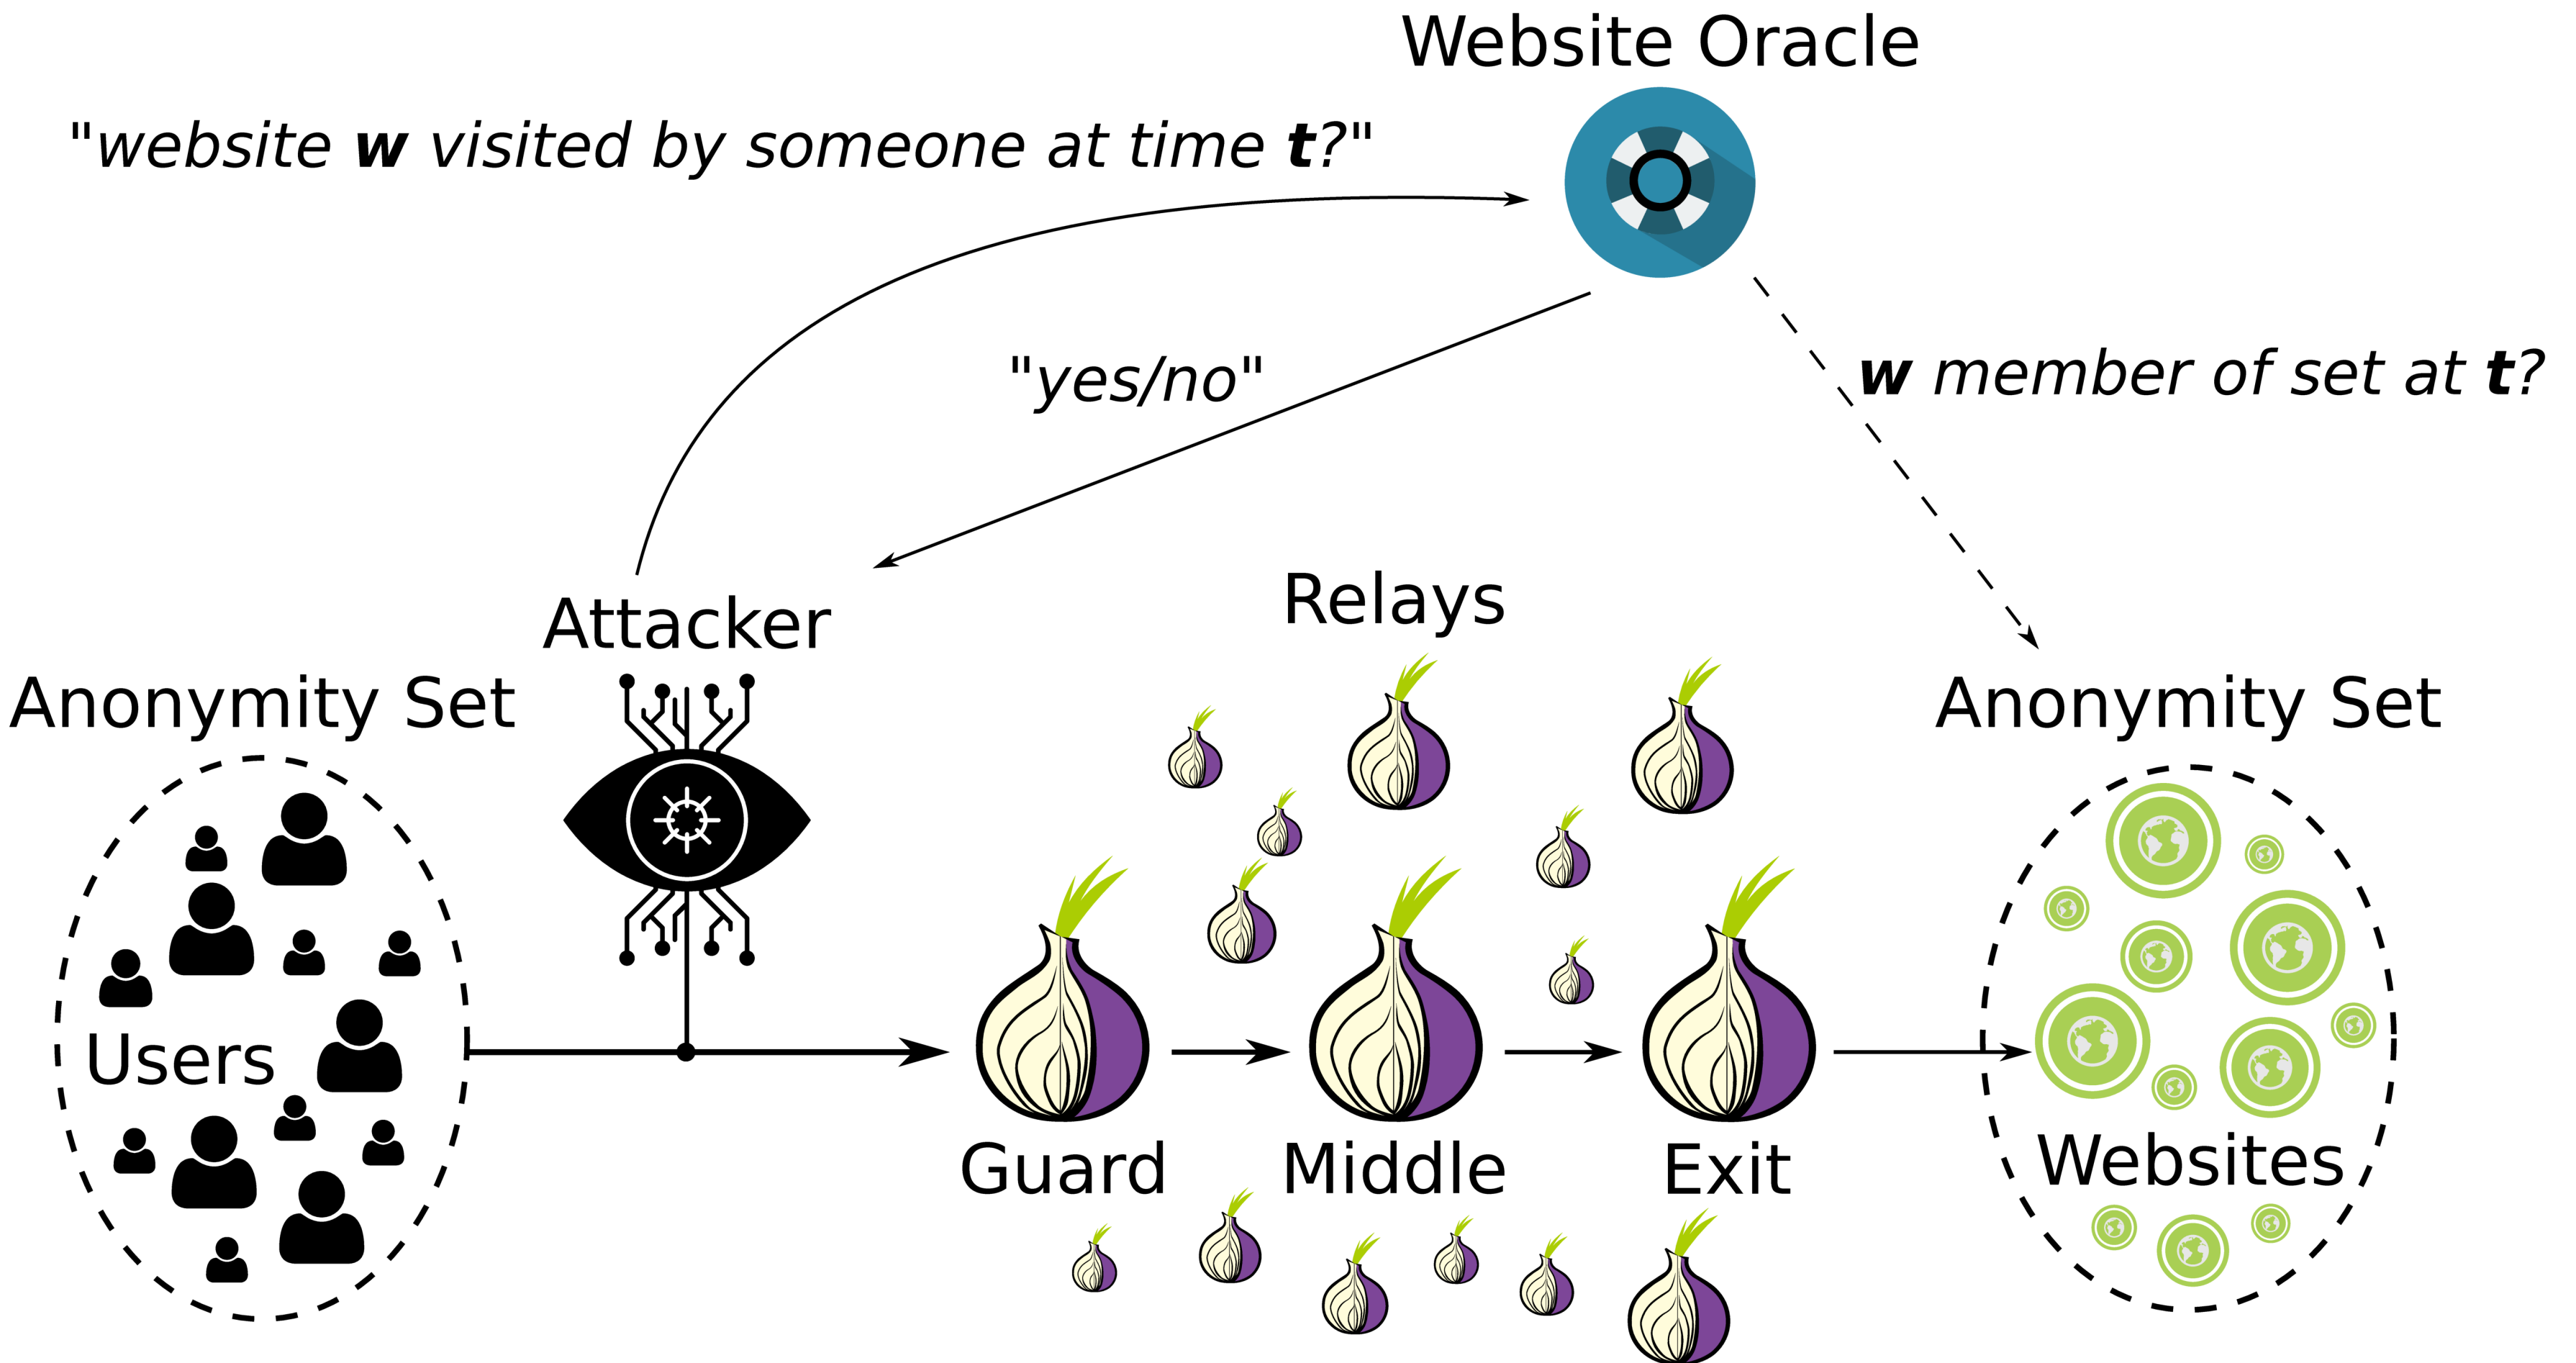 Website Oracle
"website w visited by someone at time t?"
"yes/no"
w member of set at t?
Attacker
Relays
Anonymity Set
Anonymity Set
Users
Guard
Middle
Exit
Websites